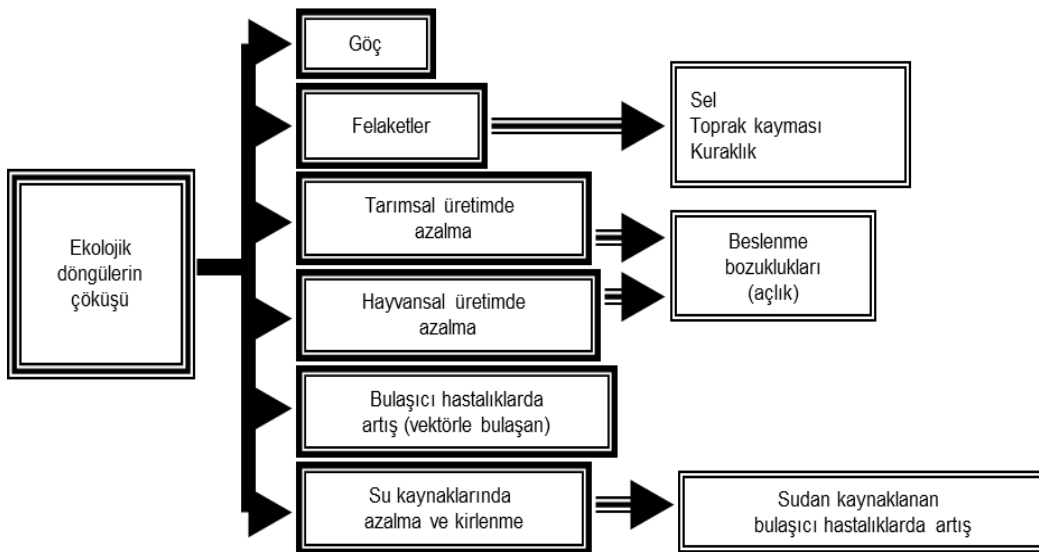 Göç
Felaketler
Sel
Toprak kayması
Kuraklık
Ekolojik
döngülerin
çöküşü
Tarımsal üretimde
azalma
Beslenme
bozuklukları
(açlık)
Hayvansal üretimde
azalma
Bulaşıcı hastalıklarda
artış (vektörle bulaşan)
Su kaynaklarında
azalma ve kirlenme
Sudan kaynaklanan
bulaşıcı hastalıklarda artış